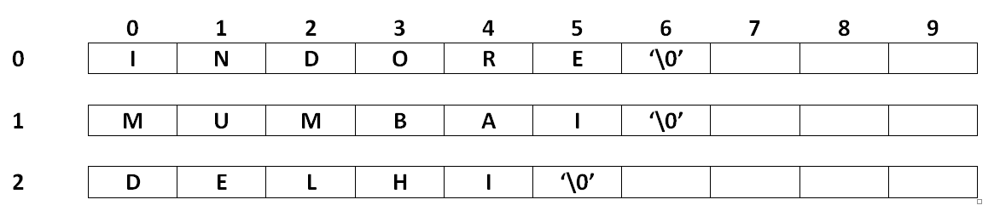 0 1 2 3 4 5 6 7 8 9
0 I N D O R E ‘\0’
1 M U M B A I ‘\0’
2 D E L H I ‘\0’